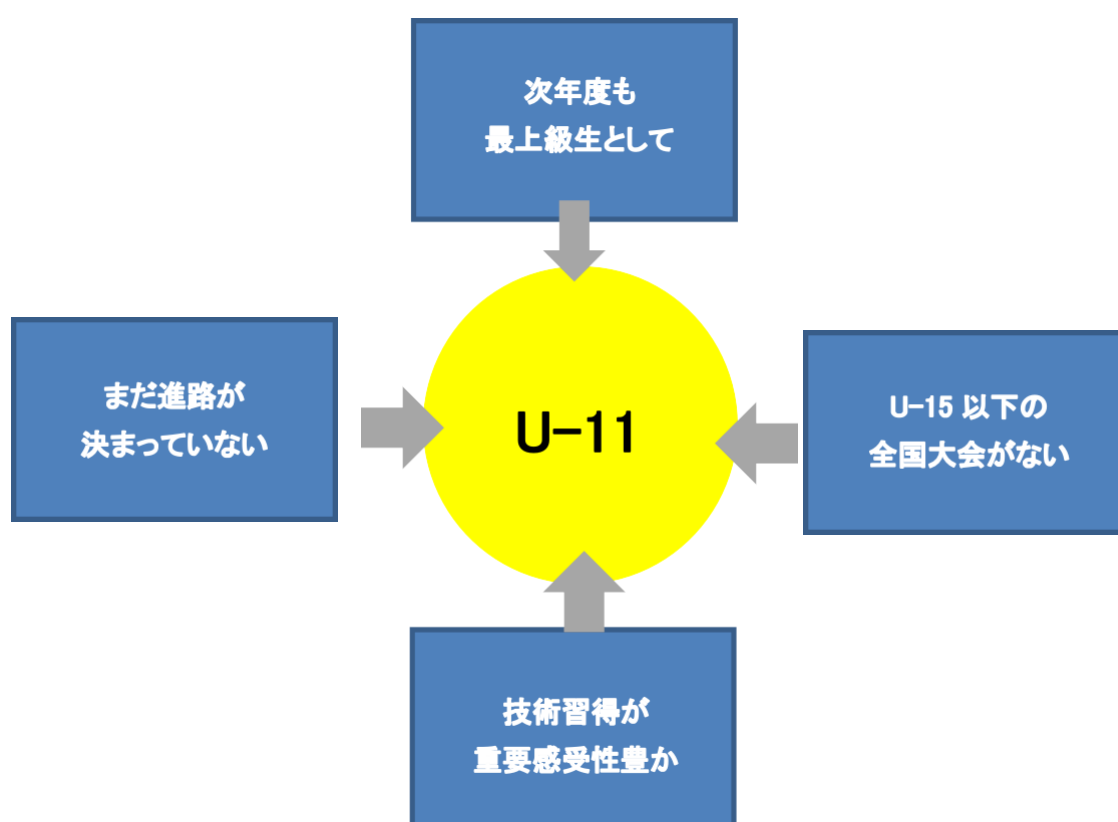 次年度も
最上級生として
まだ進路が
決まっていない
U-11
U-15 以下の
全国大会がない
技術習得が
重要感受性豊か